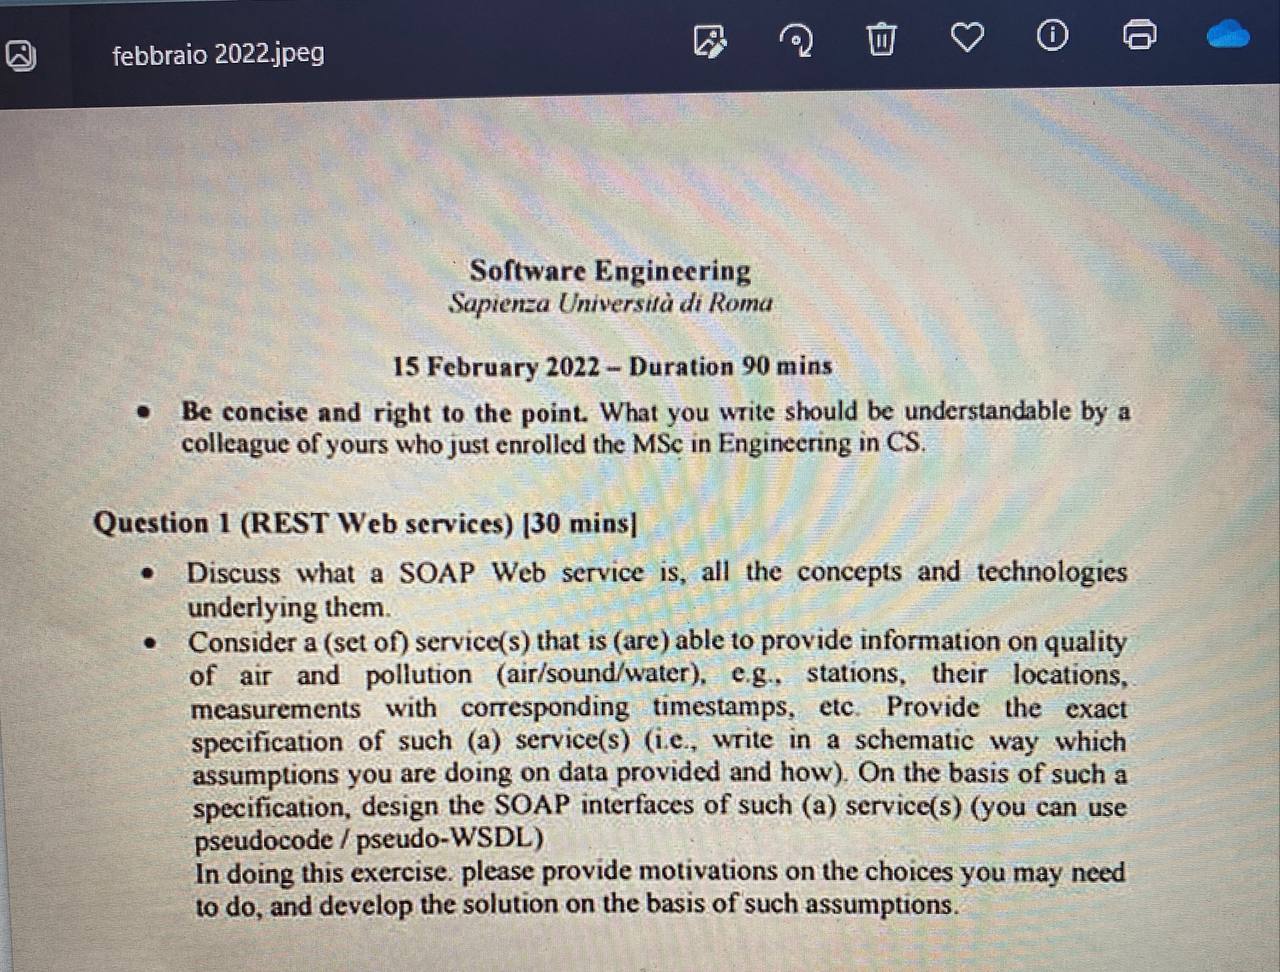 febbraio 2022.jpeg
Software Engineering
Sapienza Università di Roma
15 February 2022 – Duration 90 mins
• Be concise and right to the point. What you write should be understandable by a
colleague of yours who just enrolled the MSc in Engineering in CS.
Question 1 (REST Web services) [30 mins]
• Discuss what a SOAP Web service is, all the concepts and technologies
underlying them.
• Consider a (set of) service(s) that is (are) able to provide information on quality
of air and pollution (air/sound/water), e.g., stations, their locations,
measurements with corresponding timestamps, etc. Provide the exact
specification of such (a) service(s) (i.e., write in a schematic way which
assumptions you are doing on data provided and how). On the basis of such a
specification, design the SOAP interfaces of such (a) service(s) (you can use
pseudocode / pseudo-WSDL)
In doing this exercise. please provide motivations on the choices you may need
to do, and develop the solution on the basis of such assumptions.